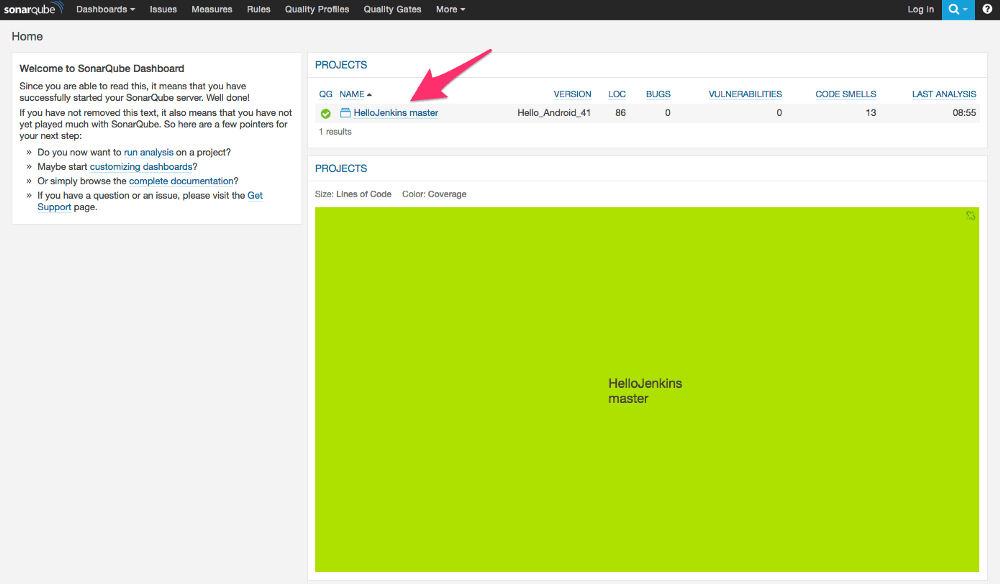 sonarqube Dashboards Issues Measures Rules Quality Profiles Quality Gates More Log in ?
Home
Welcome to SonarQube Dashboard
Since you are able to read this, it means that you have
successfully started your SonarQube server. Well done!
If you have not removed this text, it also means that you have not
yet played much with SonarQube. So here are a few pointers for
your next step:
» Do you now want to run analysis on a project?
» Maybe start customizing dashboards?
» Or simply browse the complete documentation?
» If you have a question or an issue, please visit the Get
Support page.
PROJECTS
QG NAME VERSION LOC BUGS VULNERABILITIES CODE SMELLS LAST ANALYSIS
HelloJenkins master Hello_Android_41 86 0 0 13 08:55
1 results
PROJECTS
Size: Lines of Code Color: Coverage
HelloJenkins
master